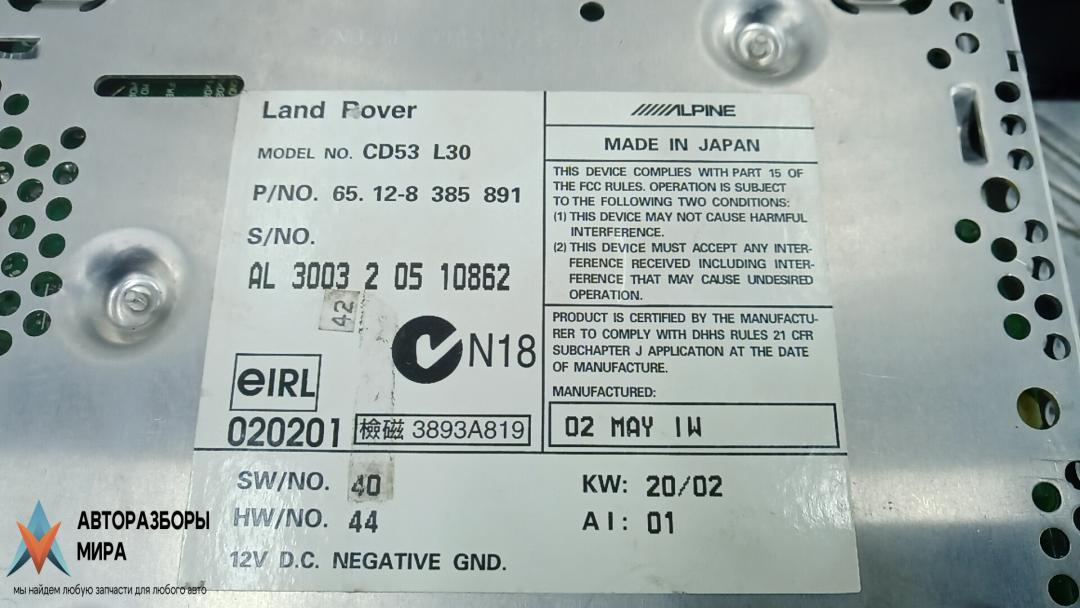 Land Rover
MODEL NO. CD53 L30
P/NO. 65. 12-8 385 891
S/NO.
AL 3003 2 05 10862
42
N18
eIRL
020201
檢磁 3893A819
ALPINE
MADE IN JAPAN
THIS DEVICE COMPLIES WITH PART 15 OF
THE FCC RULES. OPERATION IS SUBJECT
TO THE FOLLOWING TWO CONDITIONS:
(1) THIS DEVICE MAY NOT CAUSE HARMFUL
INTERFERENCE.
(2) THIS DEVICE MUST ACCEPT ANY INTER-
FERENCE RECEIVED INCLUDING INTER-
FERENCE THAT MAY CAUSE UNDESIRED
OPERATION.
PRODUCT IS CERTIFIED BY THE MANUFACTU-
RER TO COMPLY WITH DHHS RULES 21 CFR
SUBCHAPTER J APPLICATION AT THE DATE
OF MANUFACTURE.
MANUFACTURED:
02 MAY 1W
SW/NO. 40
HW/NO. 44
KW: 20/02
AI: 01
12V D.C. NEGATIVE GND.
АВТОРАЗБОРЫ
МИРА
мы найдем любую запчасти для любого авто